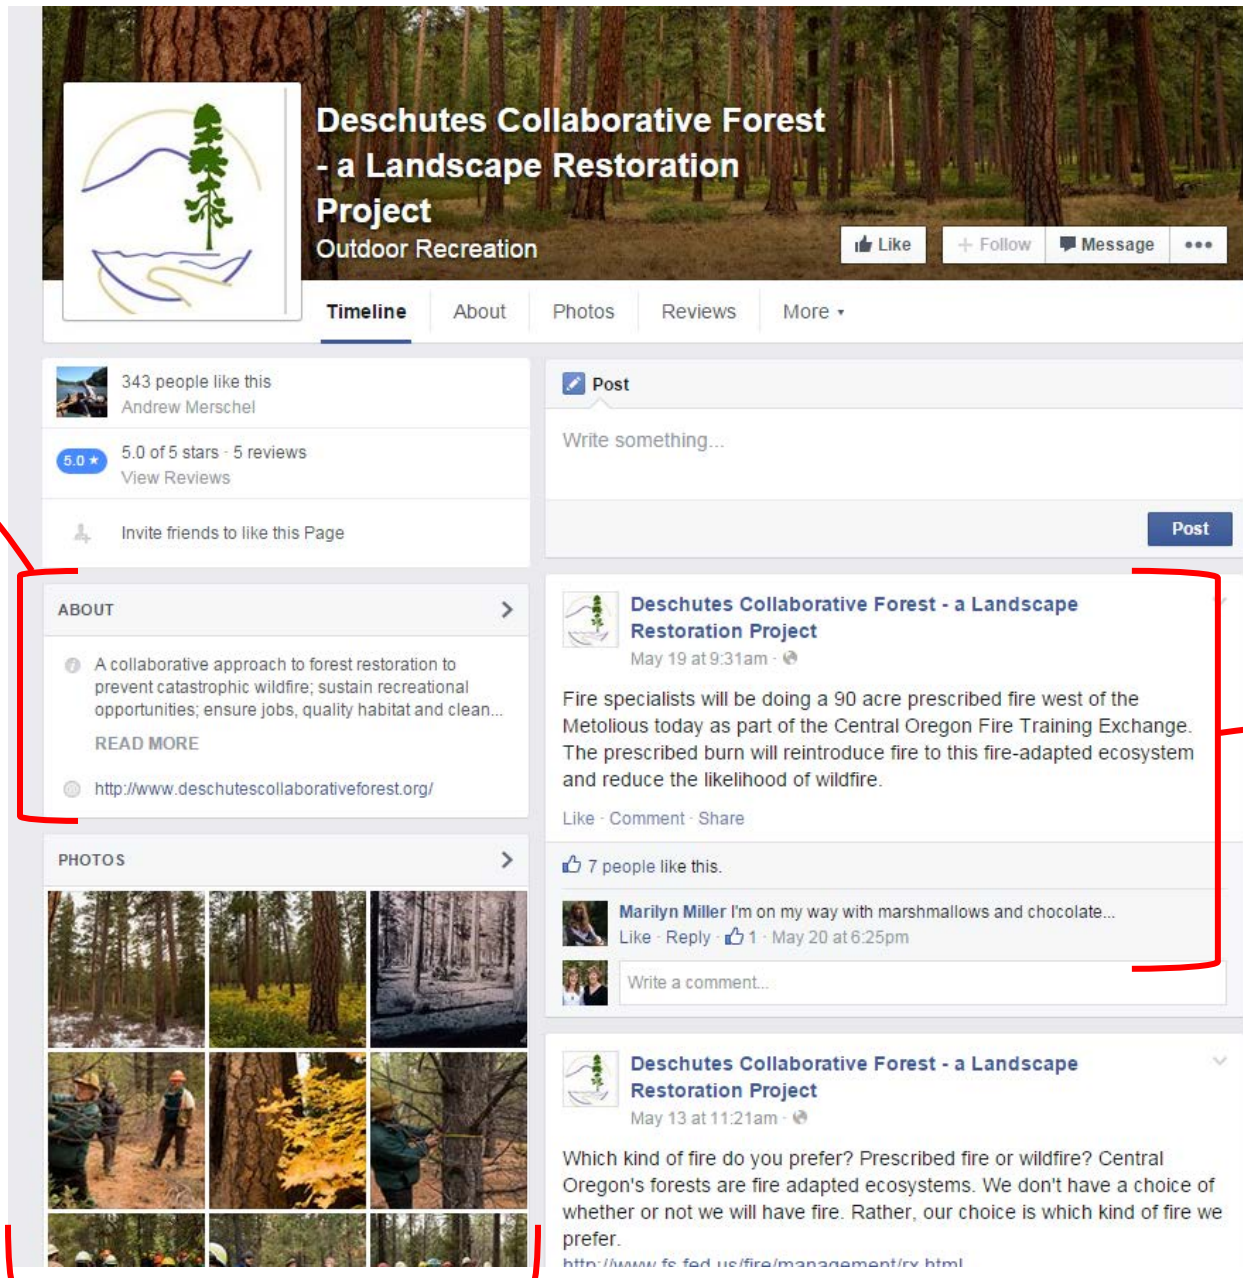 Deschutes Collaborative Forest
- a Landscape Restoration
Project
Outdoor Recreation
Like
+ Follow
Message
Timeline
About
Photos
Reviews
More
343 people like this
Andrew Merschel
5.0 ★
5.0 of 5 stars · 5 reviews
View Reviews
Invite friends to like this Page
ABOUT
A collaborative approach to forest restoration to
prevent catastrophic wildfire; sustain recreational
opportunities; ensure jobs, quality habitat and clean...
READ MORE
http://www.deschutescollaborativeforest.org/
PHOTOS
Post
Write something...
Post
Deschutes Collaborative Forest - a Landscape
Restoration Project
May 19 at 9:31am ·
Fire specialists will be doing a 90 acre prescribed fire west of the
Metolious today as part of the Central Oregon Fire Training Exchange.
The prescribed burn will reintroduce fire to this fire-adapted ecosystem
and reduce the likelihood of wildfire.
Like · Comment · Share
7 people like this.
Marilyn Miller I'm on my way with marshmallows and chocolate...
Like · Reply · 1 · May 20 at 6:25pm
Write a comment...
Deschutes Collaborative Forest - a Landscape
Restoration Project
May 13 at 11:21am ·
Which kind of fire do you prefer? Prescribed fire or wildfire? Central
Oregon's forests are fire adapted ecosystems. We don't have a choice of
whether or not we will have fire. Rather, our choice is which kind of fire we
prefer.
http://www.fs.fed.us/fire/management/rx.html